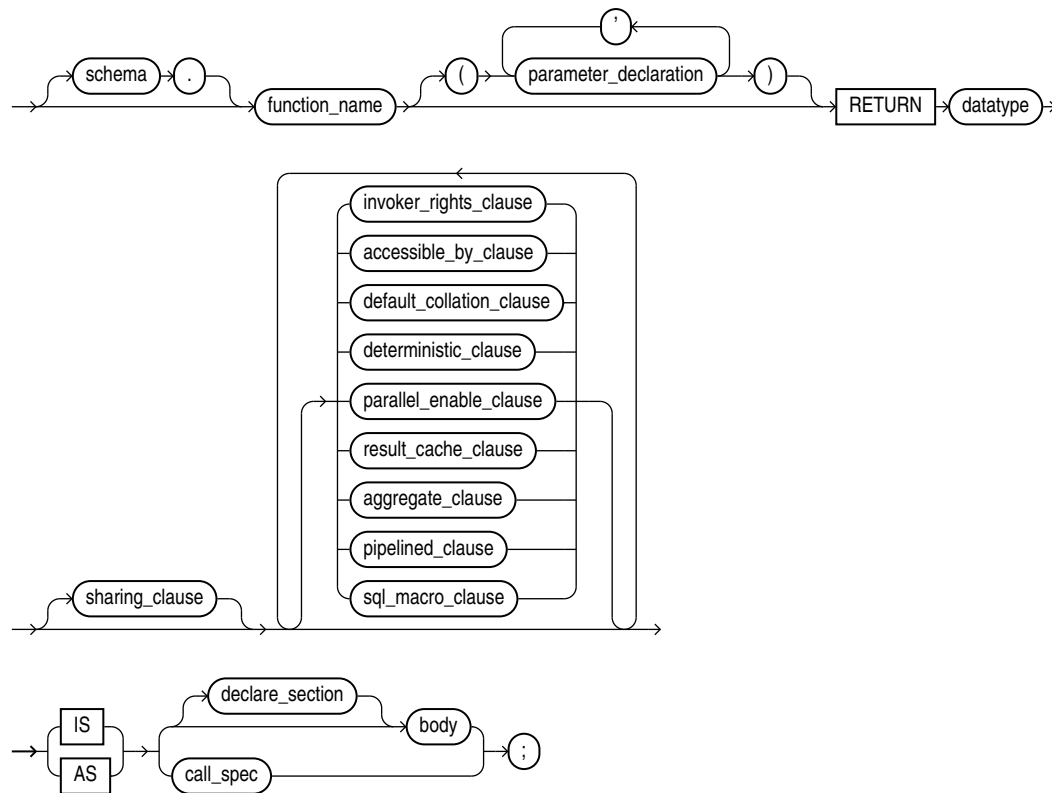 ,
schema . ( parameter_declaration )
function_name RETURN datatype
invoker_rights_clause
accessible_by_clause
default_collation_clause
deterministic_clause
parallel_enable_clause
result_cache_clause
aggregate_clause
pipelined_clause
sharing_clause sql_macro_clause
declare_section
IS body
;
AS call_spec